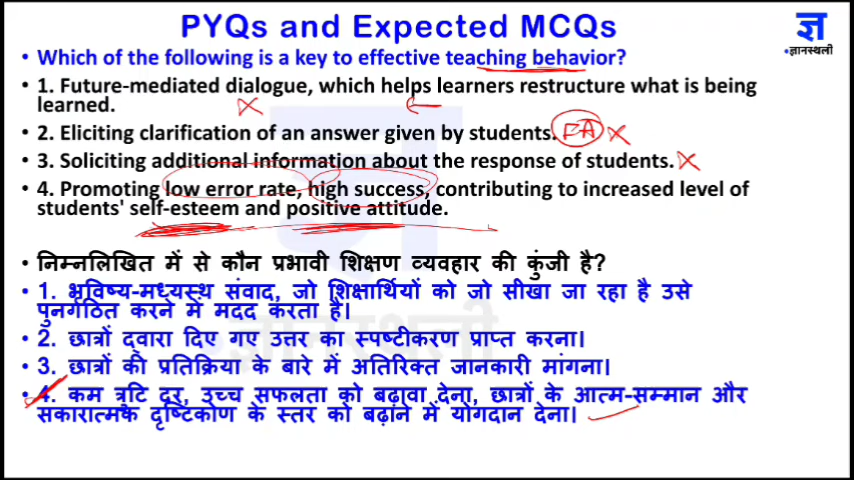 PYQs and Expected MCQs
ज्ञ
ज्ञानस्थली
• Which of the following is a key to effective teaching behavior?
• 1. Future-mediated dialogue, which helps learners restructure what is being
learned.
• 2. Eliciting clarification of an answer given by students. FA
• 3. Soliciting additional information about the response of students.
• 4. Promoting low error rate, high success, contributing to increased level of
students' self-esteem and positive attitude.
• निम्नलिखित में से कौन प्रभावी शिक्षण व्यवहार की कुंजी है?
• 1. भविष्य-मध्यस्थ संवाद, जो शिक्षार्थियों को जो सीखा जा रहा है उसे
पुनर्गठित करने में मदद करता है।
• 2. छात्रों द्वारा दिए गए उत्तर का स्पष्टीकरण प्राप्त करना।
• 3. छात्रों की प्रतिक्रिया के बारे में अतिरिक्त जानकारी मांगना।
• 4. कम त्रुटि दर, उच्च सफलता को बढ़ावा देना, छात्रों के आत्म-सम्मान और
सकारात्मक दृष्टिकोण के स्तर को बढ़ाने में योगदान देना।